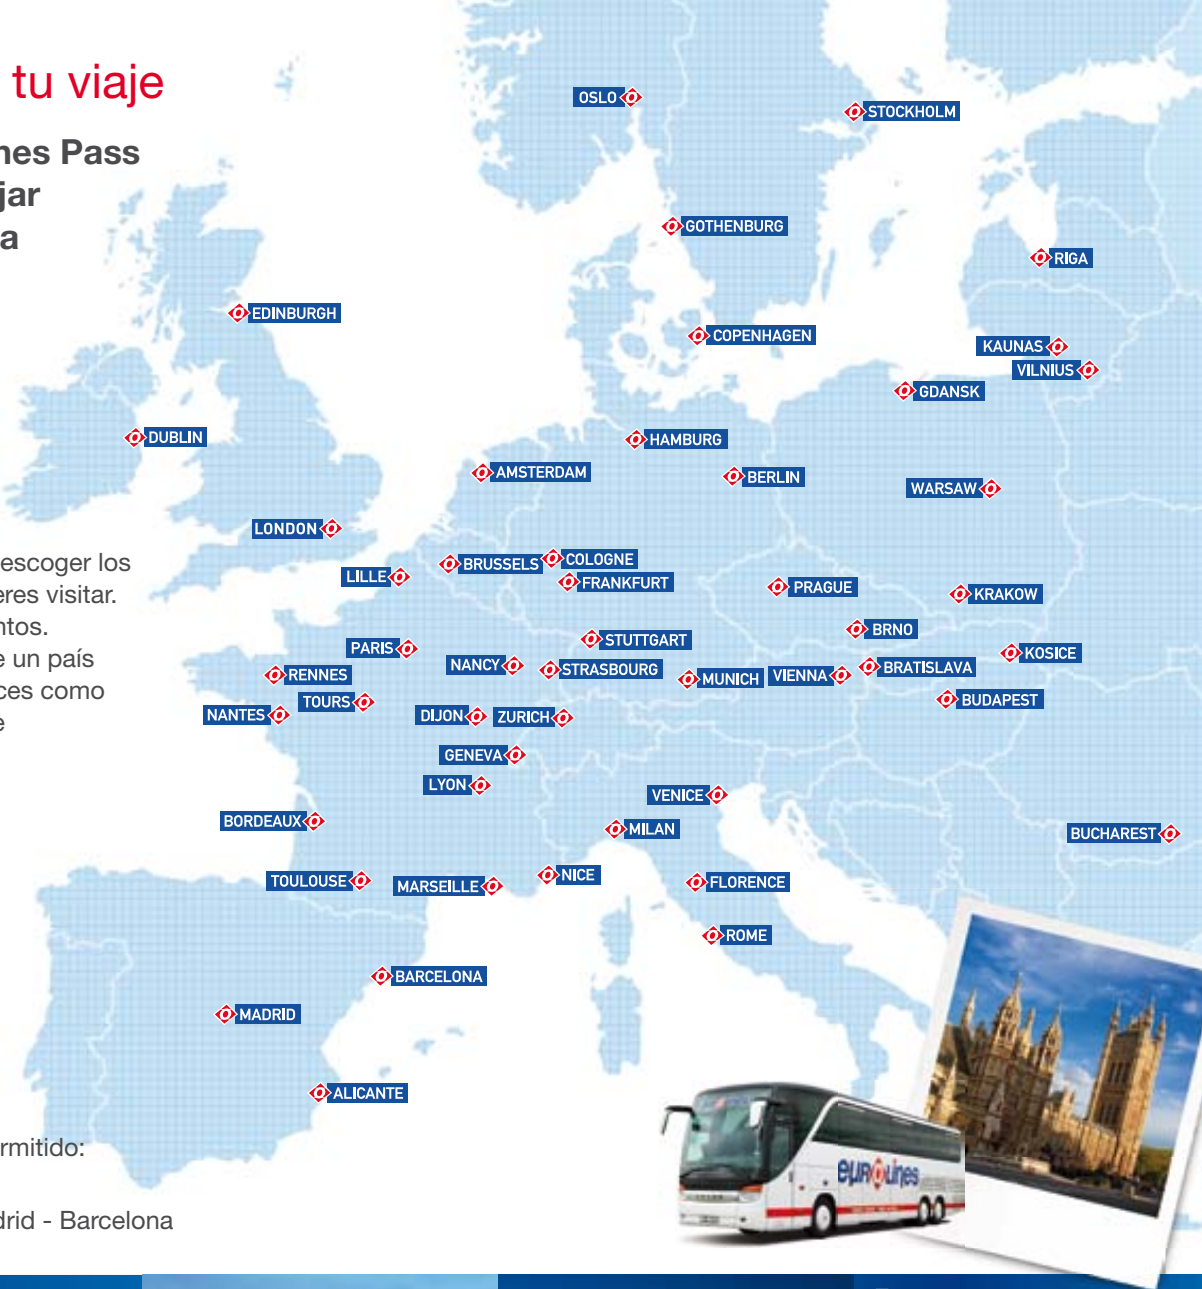 tu viaje
nes Pass
jar
a
escoger los
eres visitar.
ntos.
e un país
ces como
e
rmitido:
drid - Barcelona
OSLO
STOCKHOLM
GOTHENBURG
RIGA
EDINBURGH
COPENHAGEN
KAUNAS
VILNIUS
GDANSK
DUBLIN
HAMBURG
AMSTERDAM
BERLIN
WARSAW
LONDON
BRUSSELS
COLOGNE
LILLE
FRANKFURT
PRAGUE
KRAKOW
BRNO
STUTTGART
PARIS
KOSICE
NANCY
STRASBOURG
BRATISLAVA
RENNES
MUNICH
VIENNA
TOURS
BUDAPEST
NANTES
DIJON
ZURICH
GENEVA
LYON
VENICE
BORDEAUX
MILAN
BUCHAREST
TOULOUSE
MARSEILLE
NICE
FLORENCE
ROME
BARCELONA
MADRID
ALICANTE
eurolines